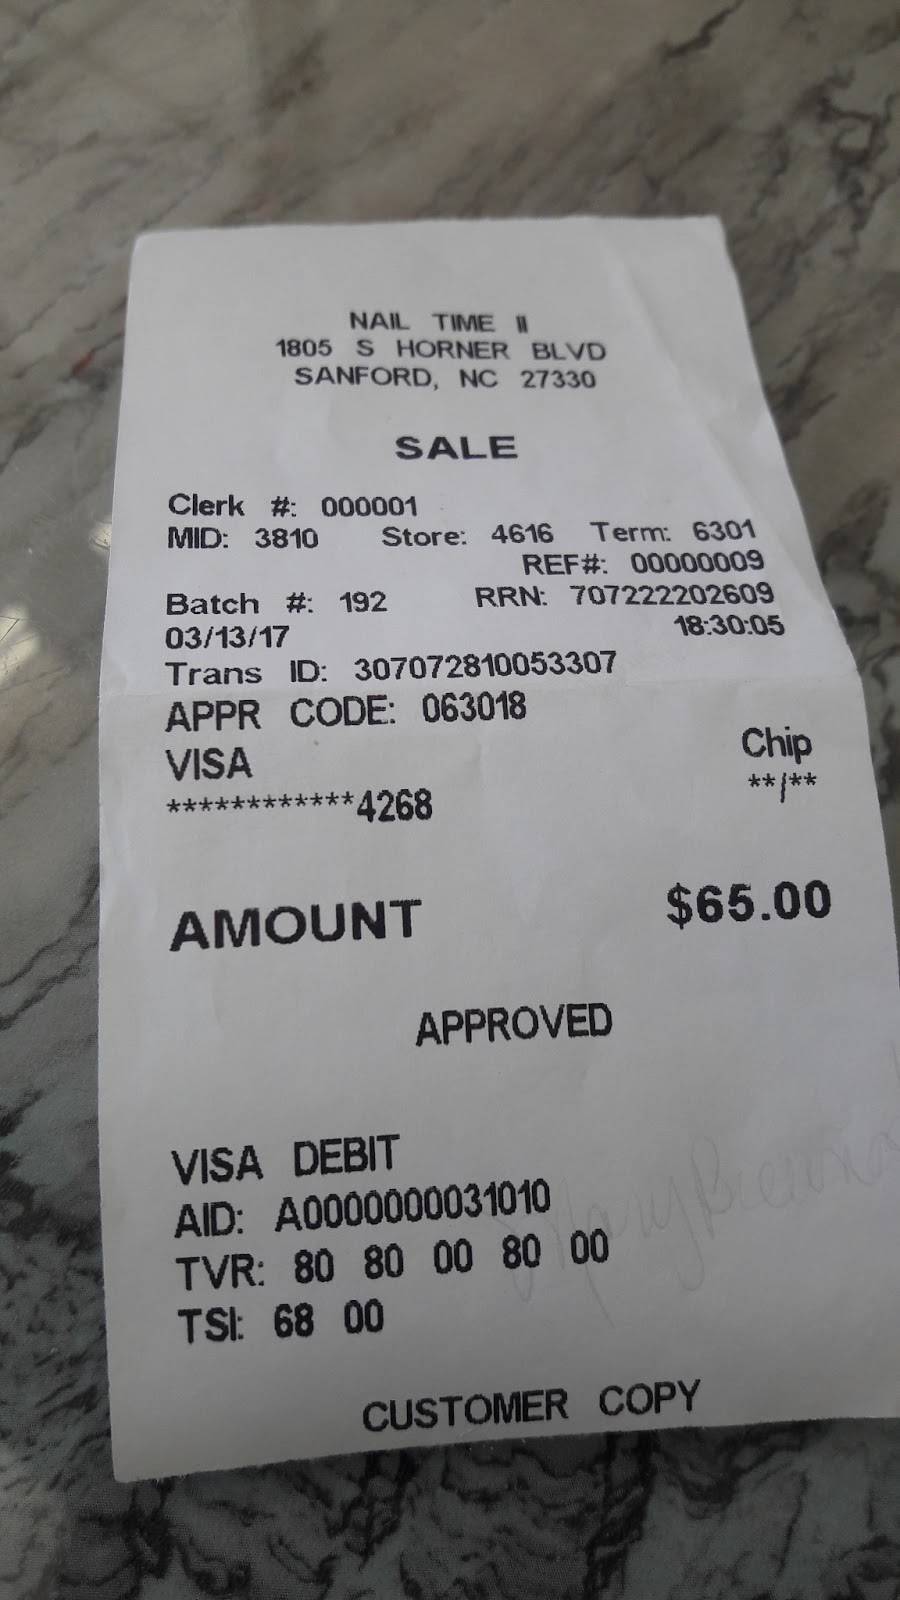 NAIL TIME II
1805 S HORNER BLVD
SANFORD, NC 27330
SALE
Clerk #: 000001
MID: 3810 Store: 4616 Term: 6301
REF#: 00000009
Batch #: 192 RRN: 707222202609
03/13/17 18:30:05
Trans ID: 307072810053307
APPR CODE: 063018
VISA Chip
************4268 **/**
AMOUNT $65.00
APPROVED
VISA DEBIT
AID: A0000000031010
TVR: 80 80 00 80 00
TSI: 68 00
CUSTOMER COPY